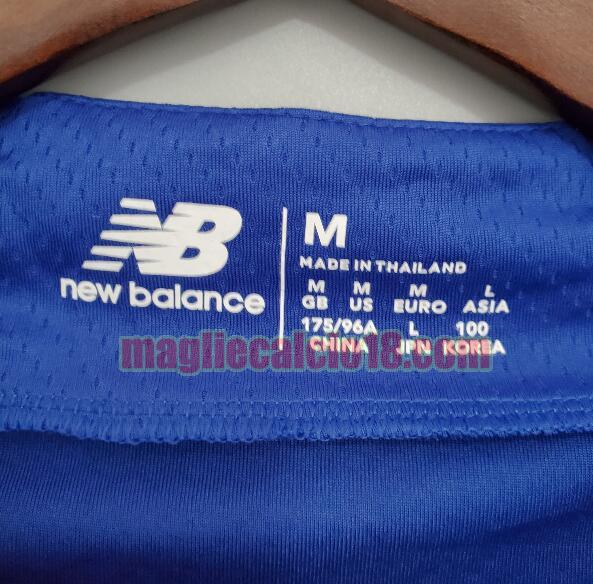 NB
new balance
M
MADE IN THAILAND
M M M L
GB US EURO ASIA
175/96A L 100
CHINA JPN KOREA
magliecalcio18.com